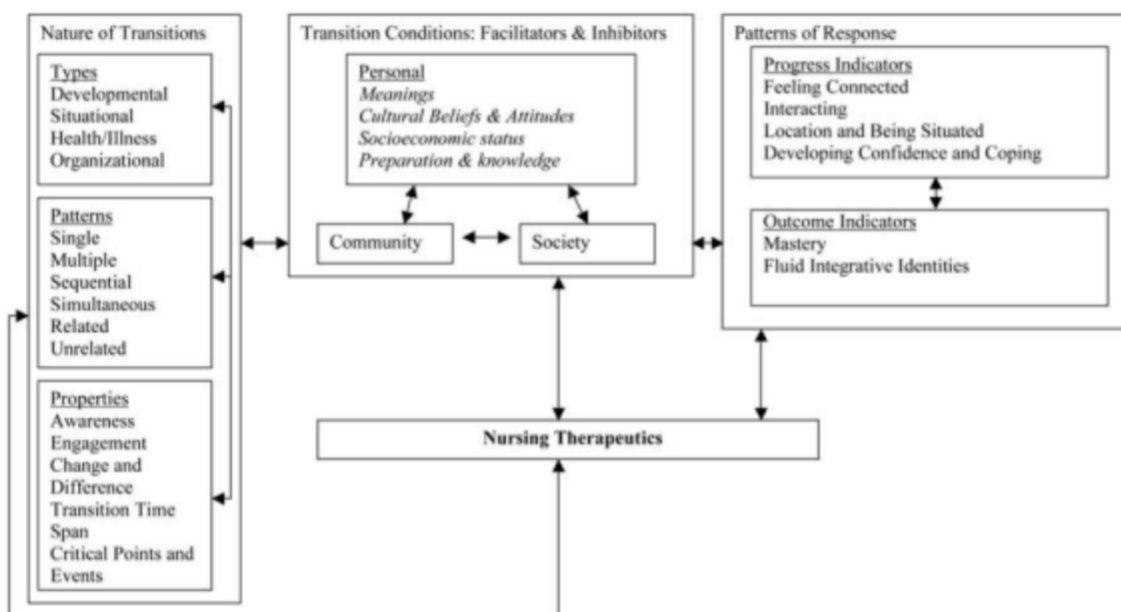 Nature of Transitions
Types
Developmental
Situational
Health/Illness
Organizational
Patterns
Single
Multiple
Sequential
Simultaneous
Related
Unrelated
Properties
Awareness
Engagement
Change and
Difference
Transition Time
Span
Critical Points and
Events
Transition Conditions: Facilitators & Inhibitors
Personal
Meanings
Cultural Beliefs & Attitudes
Socioeconomic status
Preparation & knowledge
Community
Society
Patterns of Response
Progress Indicators
Feeling Connected
Interacting
Location and Being Situated
Developing Confidence and Coping
Outcome Indicators
Mastery
Fluid Integrative Identities
Nursing Therapeutics